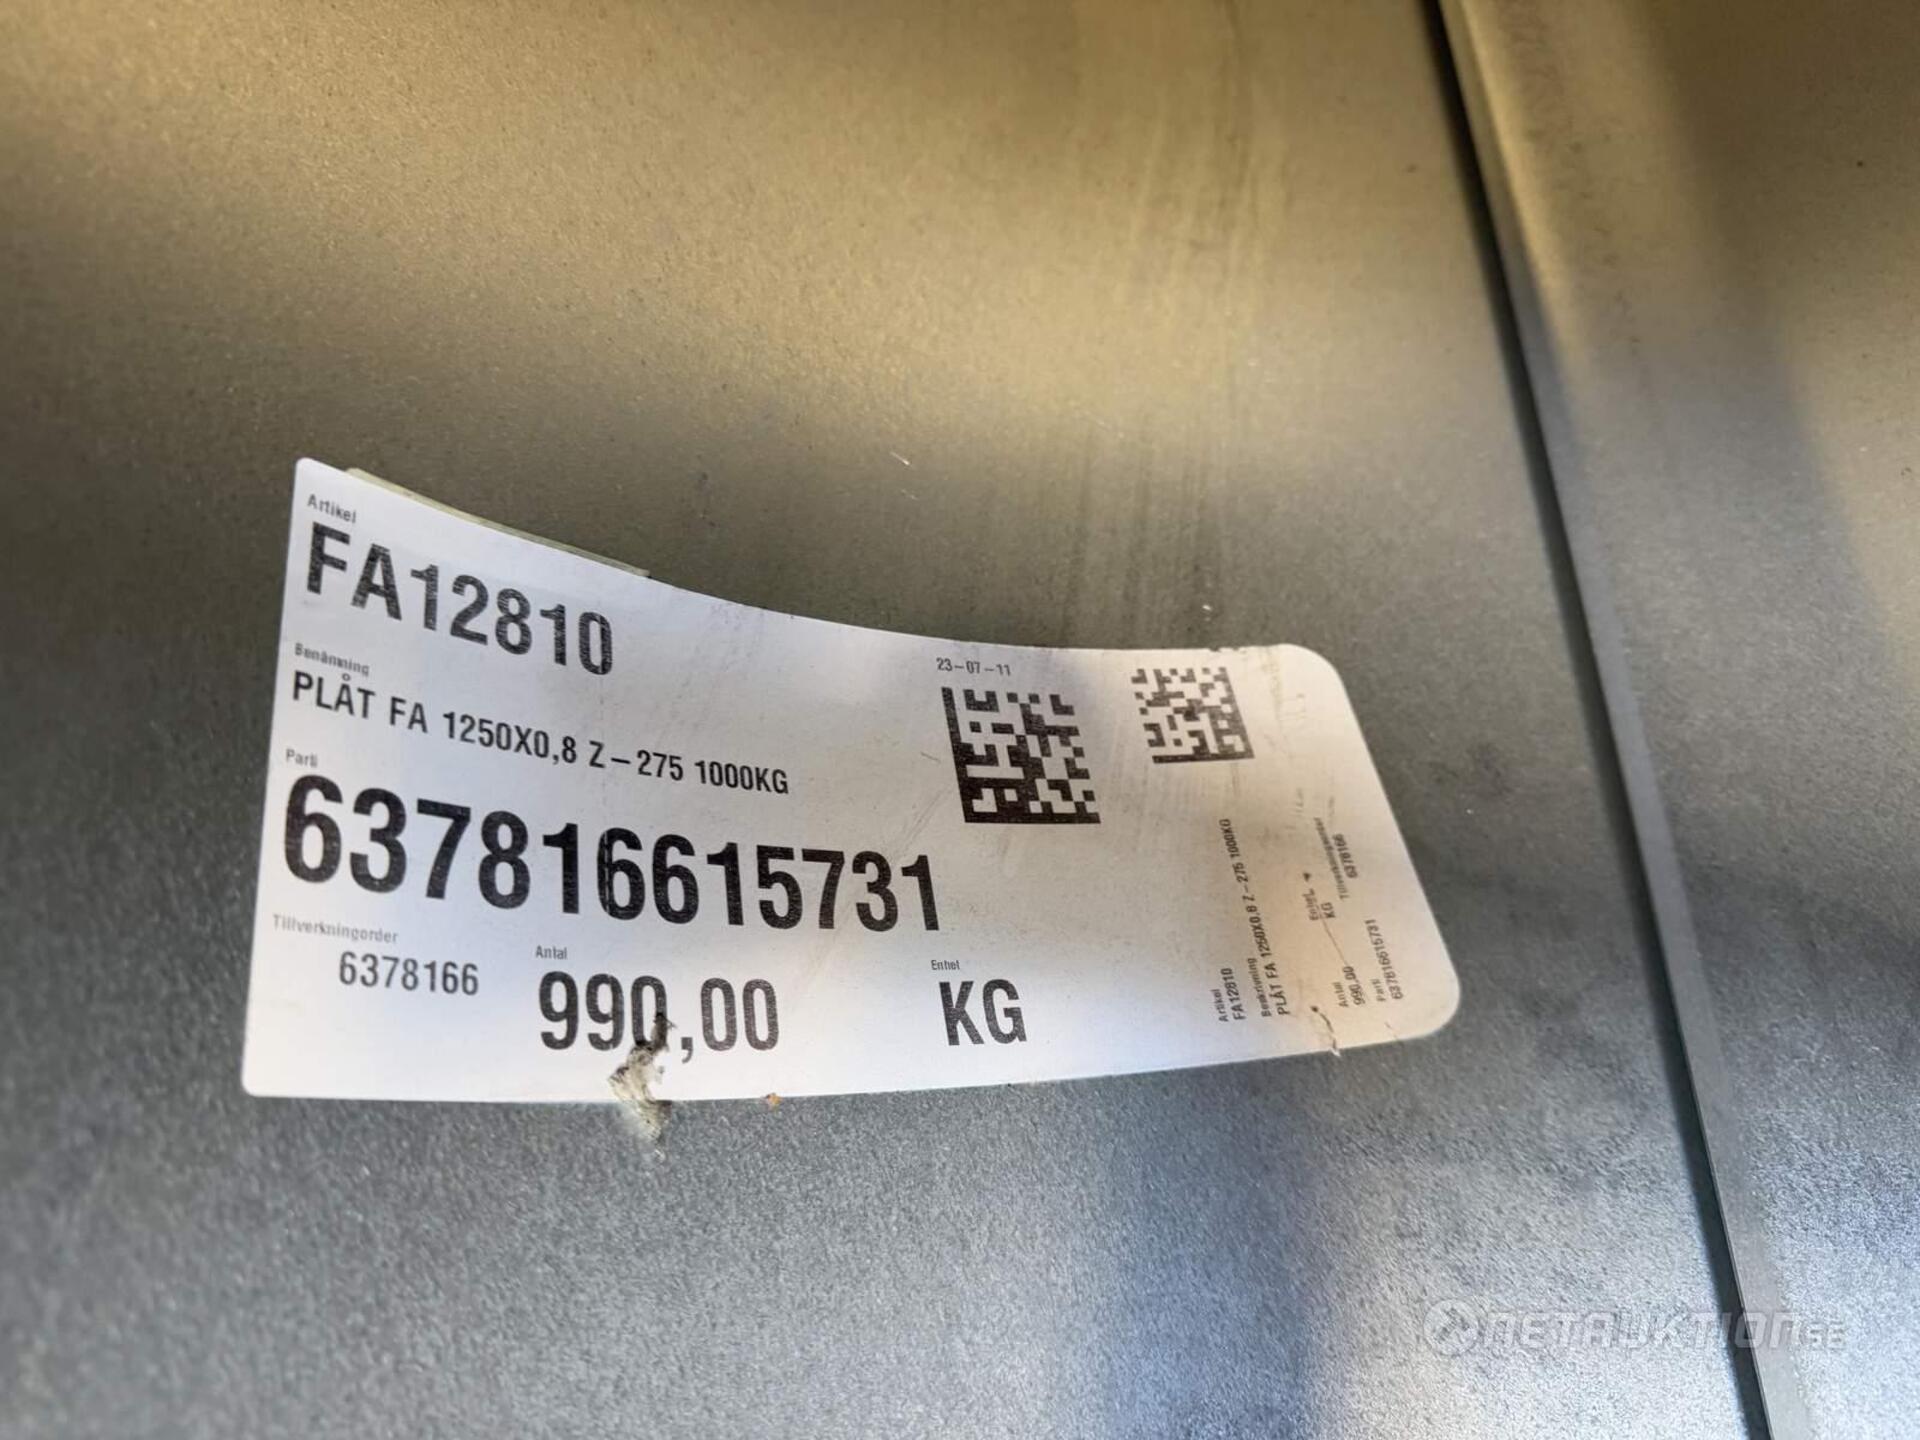 Artikel
FA12810
Benämning
PLÅT FA 1250X0,8 Z-275 1000KG
Parti
637816615731
Tillverkningorder
6378166
Antal
990,00
Enhet
KG
23-07-11
Artikel
FA12810
Benämning
PLÅT FA 1250X0,8 Z-275 1000KG
Enhet
KG
Tillverkningorder
6378166
Antal
990,00
Parti
637816615731
NETAUKTION.SE